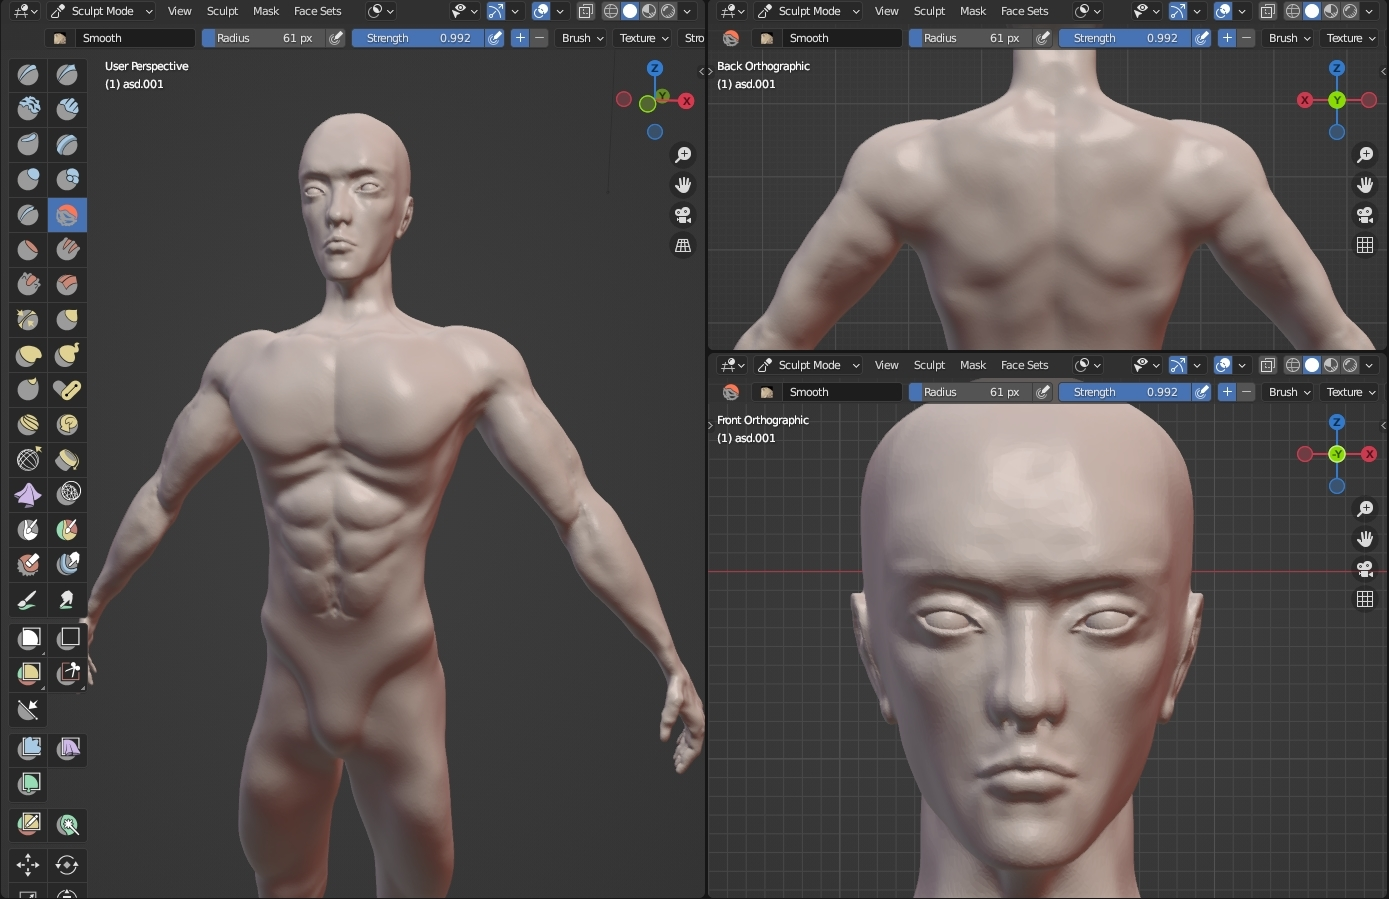 Sculpt Mode View Sculpt Mask Face Sets
Smooth Radius 61 px Strength 0.992 + − Brush Texture Stro
User Perspective
(1) asd.001
Z
Y
X
Sculpt Mode View Sculpt Mask Face Sets
Smooth Radius 61 px Strength 0.992 + − Brush Texture
Back Orthographic
(1) asd.001
Z
X Y
Sculpt Mode View Sculpt Mask Face Sets
Smooth Radius 61 px Strength 0.992 + − Brush Texture
Front Orthographic
(1) asd.001
Z
-Y X